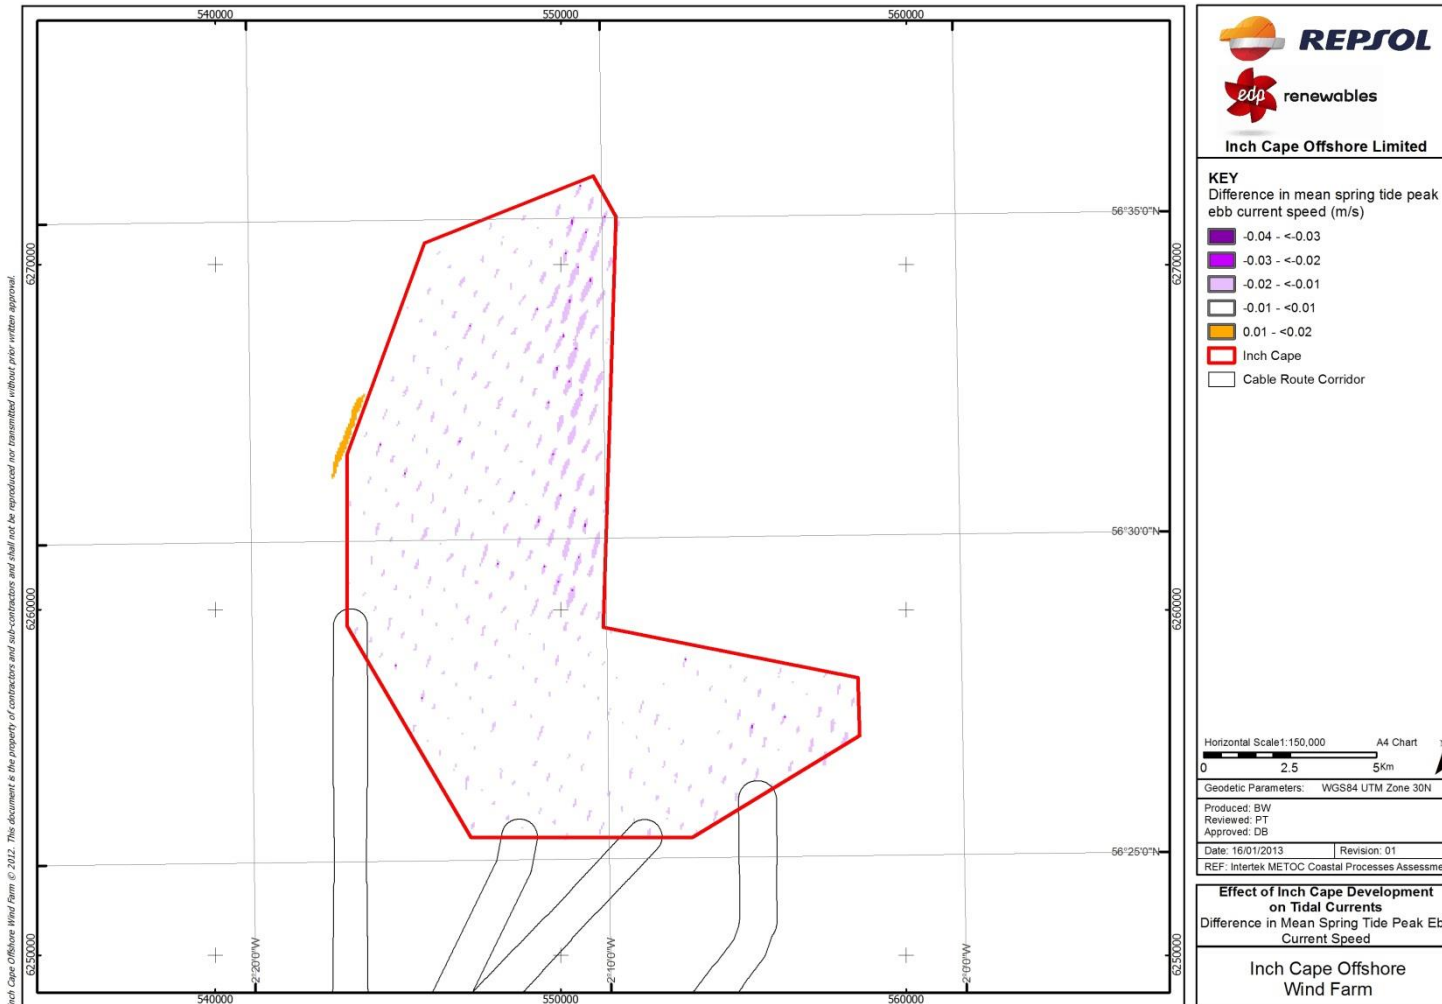 540000
550000
560000
REPSOL
edp renewables
Inch Cape Offshore Limited
KEY
Difference in mean spring tide peak
ebb current speed (m/s)
-0.04 - <-0.03
-0.03 - <-0.02
-0.02 - <-0.01
-0.01 - <0.01
0.01 - <0.02
Inch Cape
Cable Route Corridor
56°35'0"N
6270000
6270000
56°30'0"N
6260000
6260000
56°25'0"N
6250000
6250000
2°20'0"W
2°10'0"W
2°0'0"W
540000
550000
560000
Inch Cape Offshore Wind Farm © 2012. This document is the property of contractors and sub-contractors and shall not be reproduced nor transmitted without prior written approval.
Horizontal Scale1:150,000 A4 Chart
0 2.5 5Km
Geodetic Parameters: WGS84 UTM Zone 30N
Produced: BW
Reviewed: PT
Approved: DB
Date: 16/01/2013 Revision: 01
REF: Intertek METOC Coastal Processes Assessme
Effect of Inch Cape Development
on Tidal Currents
Difference in Mean Spring Tide Peak Eb
Current Speed
Inch Cape Offshore
Wind Farm